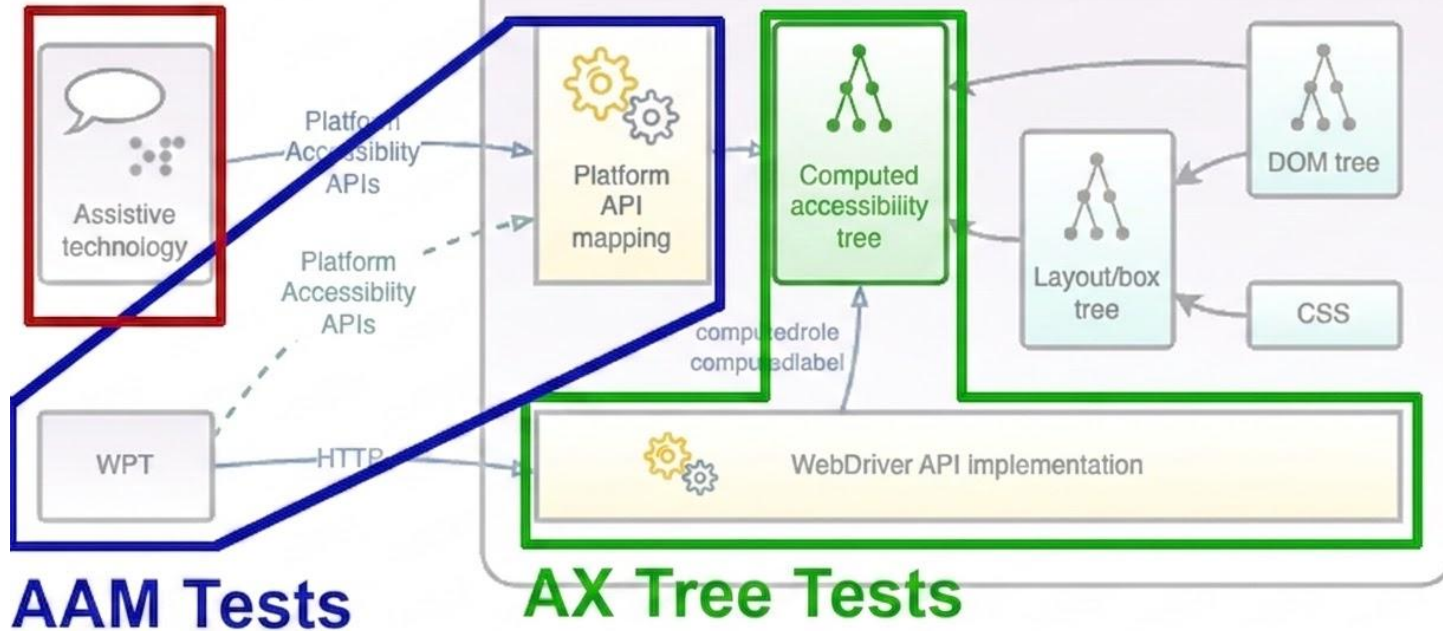 Assistive
technology
Platform
Accessiblity
APIs
Platform
Accessiblity
APIs
Platform
API
mapping
Computed
accessibility
tree
DOM tree
Layout/box
tree
CSS
computedrole
computedlabel
WPT
HTTP
WebDriver API implementation
AAM Tests
AX Tree Tests